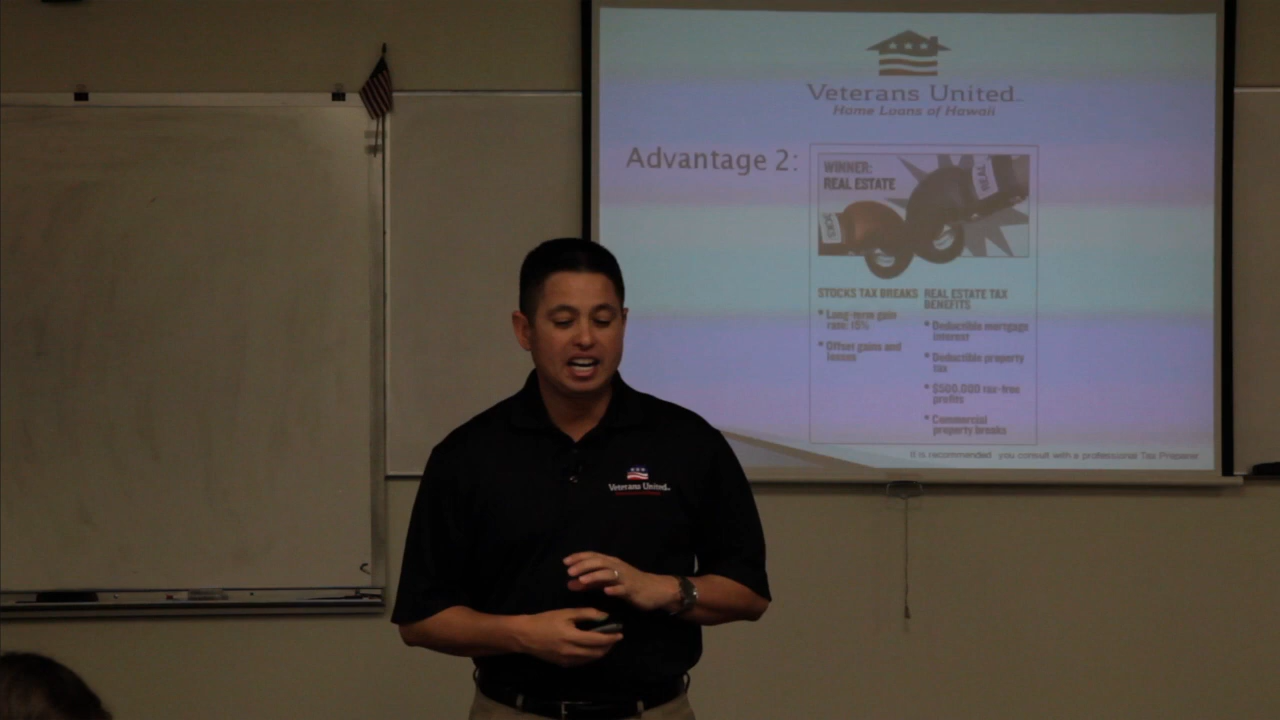 Veterans United
Home Loans of Hawaii
Advantage 2:
WINNER:
REAL ESTATE
REAL
STOCKS TAX BREAKS
* Long-term gain
rate: 15%
* Offset gains and
losses
REAL ESTATE TAX
BENEFITS
* Deductible mortgage
interest
* Deductible property
tax
* $500,000 tax-free
profits
* Commercial
property breaks
It is recommended you consult with a professional Tax Preparer
Veterans United